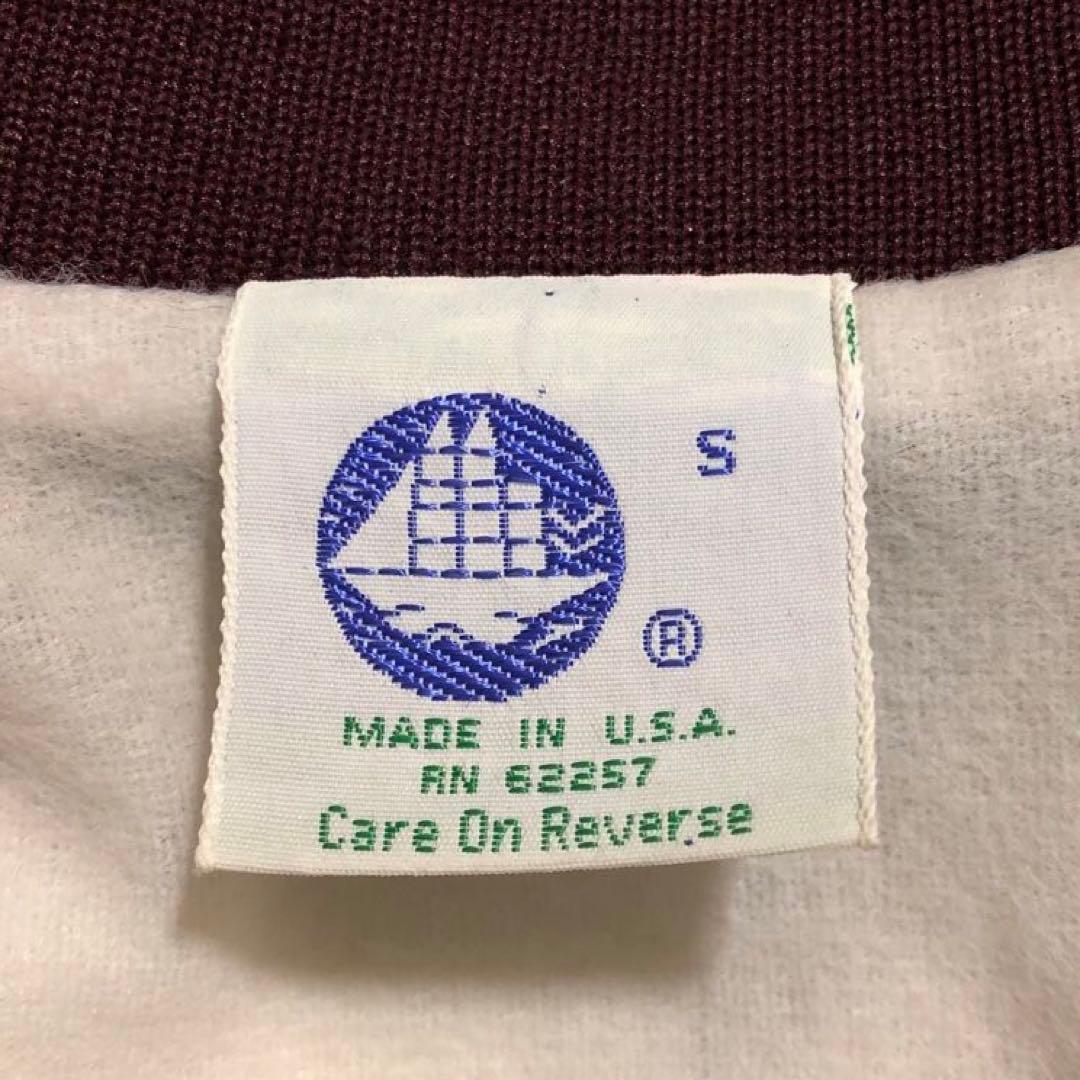 S
®
MADE IN U.S.A.
RN 62257
Care On Reverse